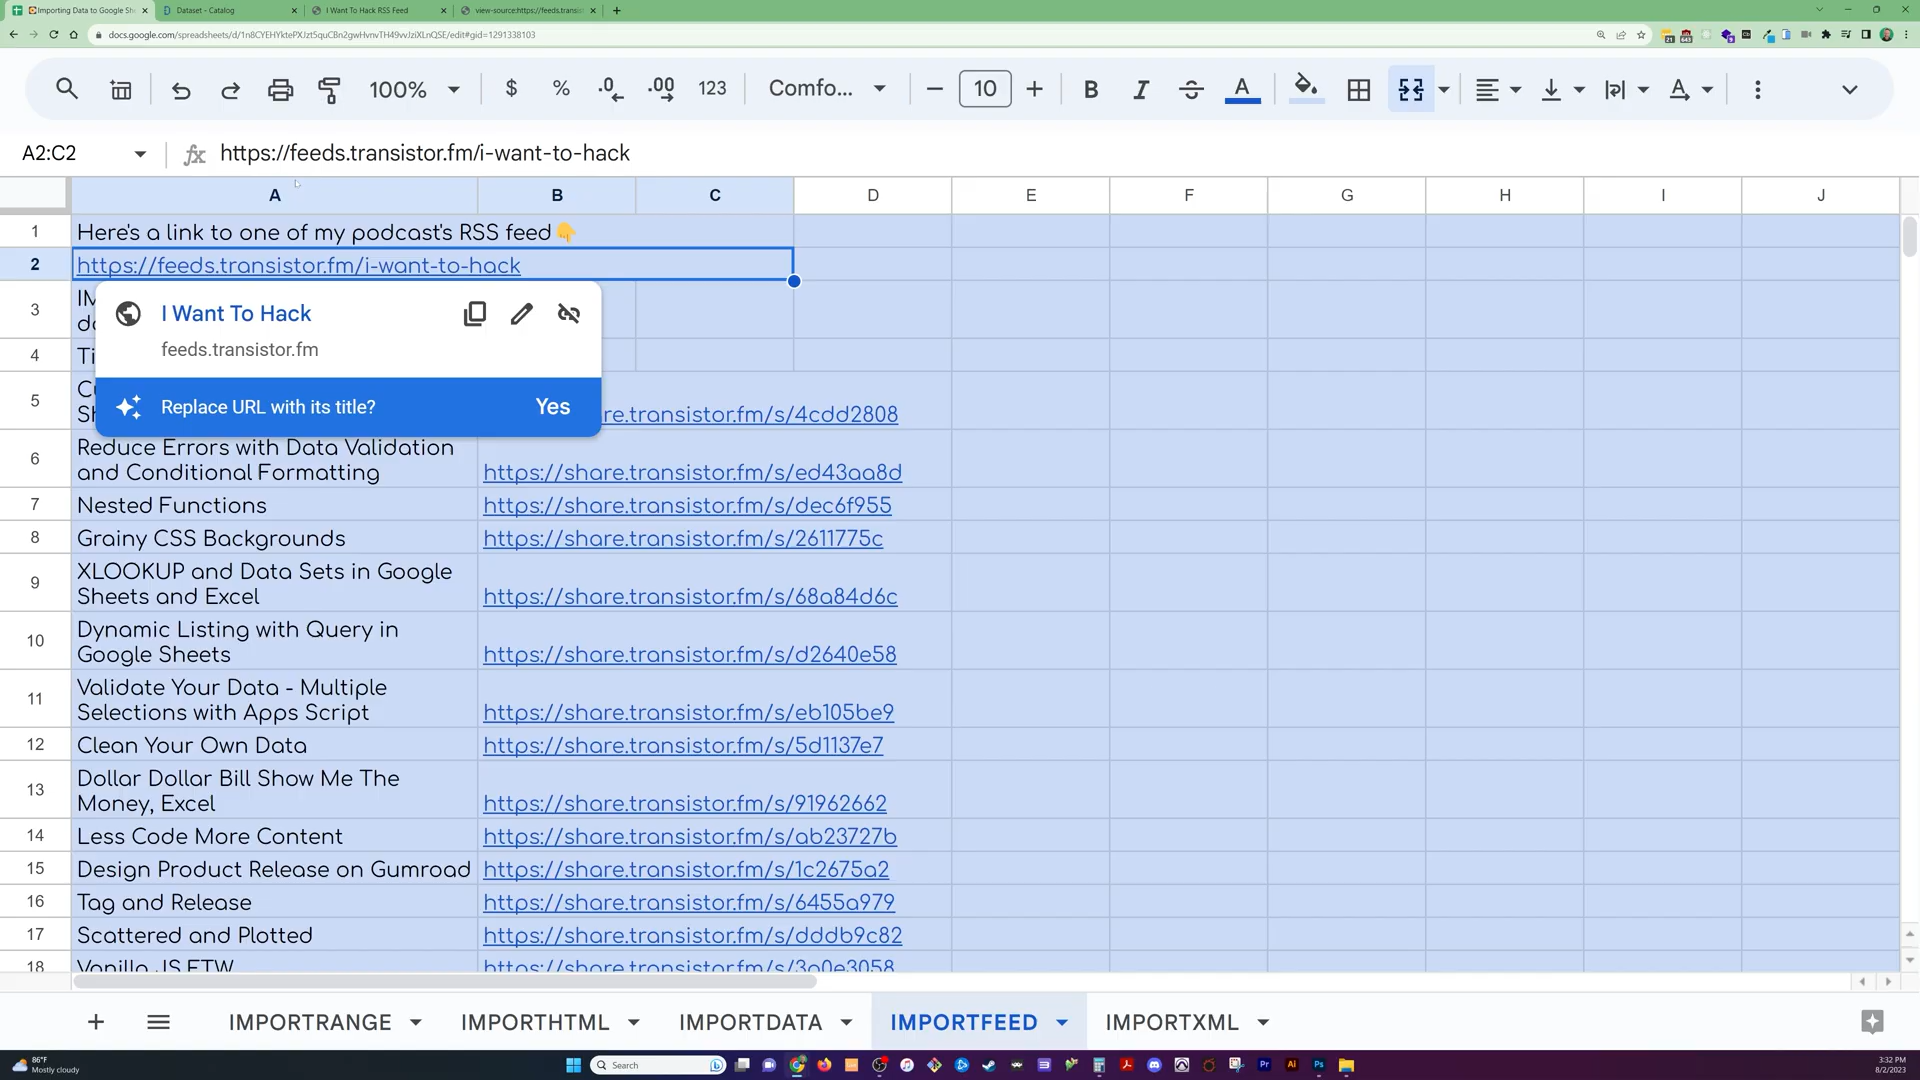 Importing Data to Google She
Dataset - Catalog
I Want To Hack RSS Feed
view-source:https://feeds.transis
docs.google.com/spreadsheets/d/1n8CYEHYktePXJzt5quCBn2gwHvnvTH49vvJziXLnQSE/edit#gid=1291338103
100%
$
%
.0
.00
123
Comfo...
10
B
I
A
A
A2:C2
fx
https://feeds.transistor.fm/i-want-to-hack
A
B
C
D
E
F
G
H
I
J
1
Here's a link to one of my podcast's RSS feed👇
2
https://feeds.transistor.fm/i-want-to-hack
I Want To Hack
feeds.transistor.fm
Replace URL with its title?
Yes
3
4
5
re.transistor.fm/s/4cdd2808
6
Reduce Errors with Data Validation
and Conditional Formatting
https://share.transistor.fm/s/ed43aa8d
7
Nested Functions
https://share.transistor.fm/s/dec6f955
8
Grainy CSS Backgrounds
https://share.transistor.fm/s/2611775c
9
XLOOKUP and Data Sets in Google
Sheets and Excel
https://share.transistor.fm/s/68a84d6c
10
Dynamic Listing with Query in
Google Sheets
https://share.transistor.fm/s/d2640e58
11
Validate Your Data - Multiple
Selections with Apps Script
https://share.transistor.fm/s/eb105be9
12
Clean Your Own Data
https://share.transistor.fm/s/5d1137e7
13
Dollar Dollar Bill Show Me The
Money, Excel
https://share.transistor.fm/s/91962662
14
Less Code More Content
https://share.transistor.fm/s/ab23727b
15
Design Product Release on Gumroad
https://share.transistor.fm/s/1c2675a2
16
Tag and Release
https://share.transistor.fm/s/6455a979
17
Scattered and Plotted
https://share.transistor.fm/s/dddb9c82
18
Vanilla JS FTW
https://share.transistor.fm/s/3a0e3058
IMPORTRANGE
IMPORTHTML
IMPORTDATA
IMPORTFEED
IMPORTXML
86°F
Mostly cloudy
Search
3:32 PM
8/2/2023